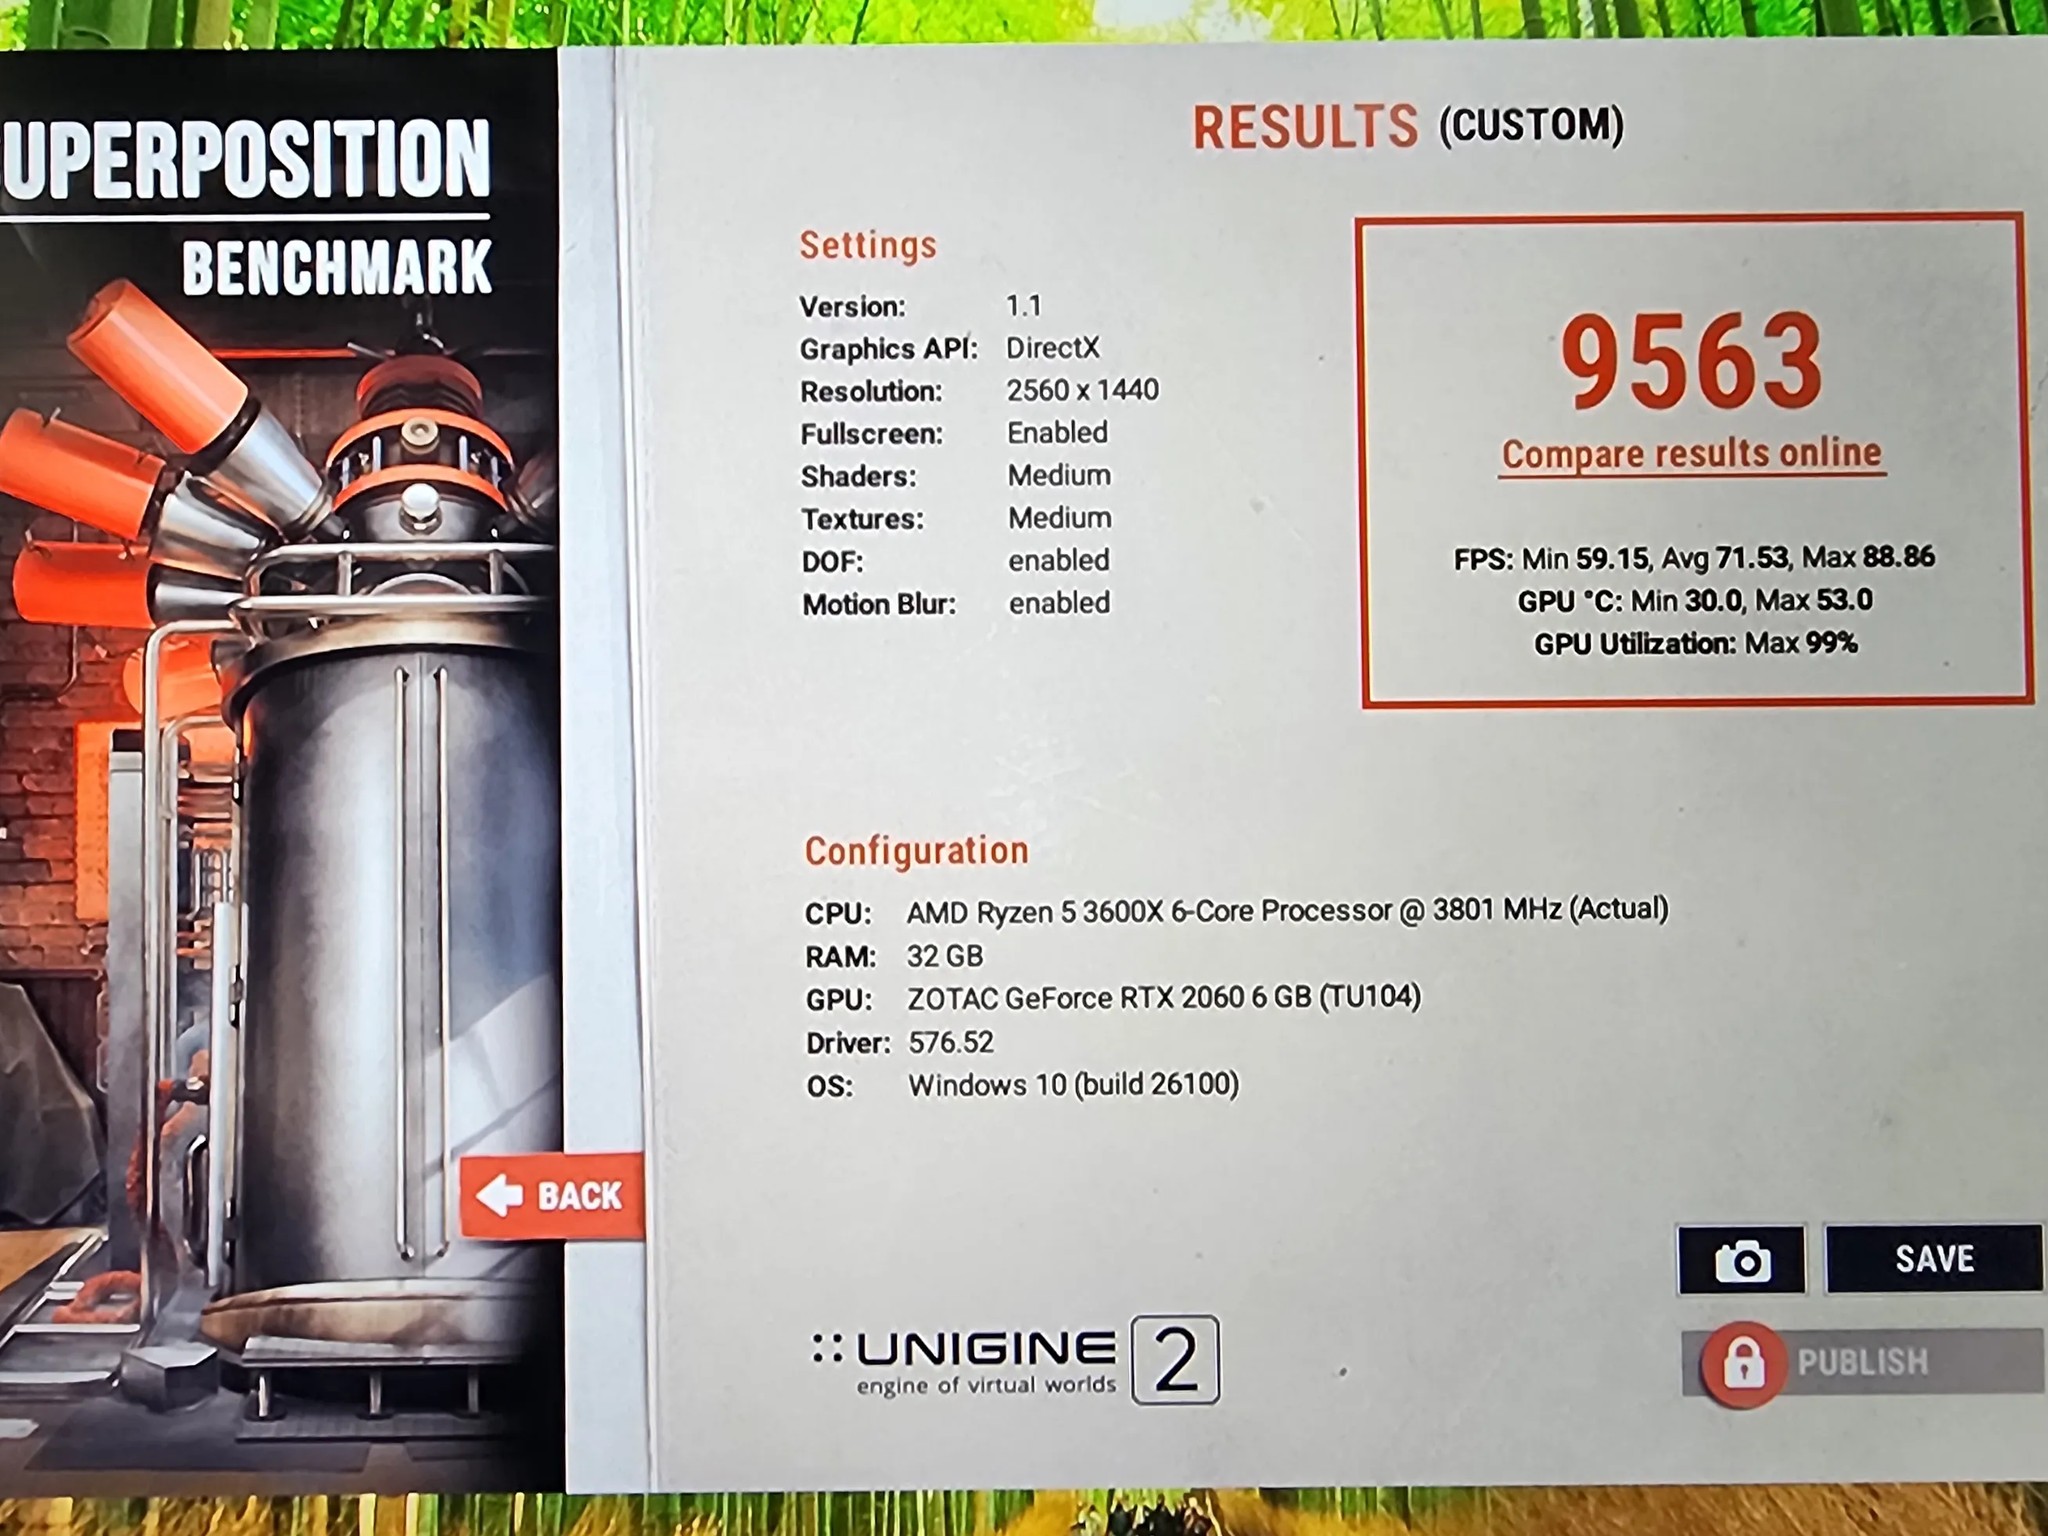 UPERPOSITION
BENCHMARK
RESULTS (CUSTOM)
Settings
Version: 1.1
Graphics API: DirectX
Resolution: 2560 x 1440
Fullscreen: Enabled
Shaders: Medium
Textures: Medium
DOF: enabled
Motion Blur: enabled
9563
Compare results online
FPS: Min 59.15, Avg 71.53, Max 88.86
GPU °C: Min 30.0, Max 53.0
GPU Utilization: Max 99%
Configuration
CPU: AMD Ryzen 5 3600X 6-Core Processor @ 3801 MHz (Actual)
RAM: 32 GB
GPU: ZOTAC GeForce RTX 2060 6 GB (TU104)
Driver: 576.52
OS: Windows 10 (build 26100)
BACK
SAVE
PUBLISH
UNIGINE 2
engine of virtual worlds